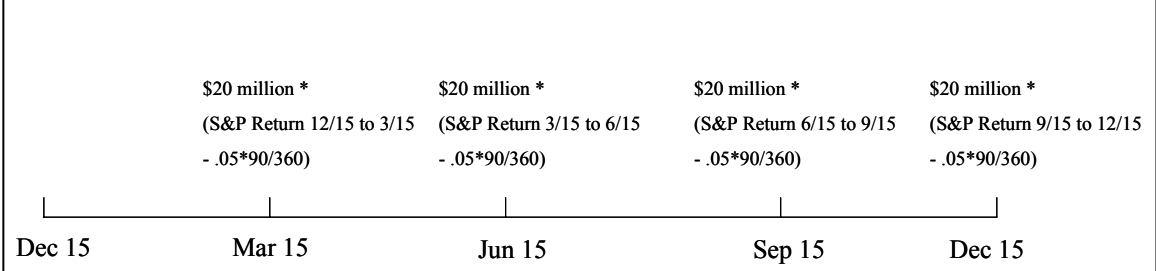 $20 million *
(S&P Return 12/15 to 3/15
- .05*90/360)
$20 million *
(S&P Return 3/15 to 6/15
- .05*90/360)
$20 million *
(S&P Return 6/15 to 9/15
- .05*90/360)
$20 million *
(S&P Return 9/15 to 12/15
- .05*90/360)
Dec 15
Mar 15
Jun 15
Sep 15
Dec 15